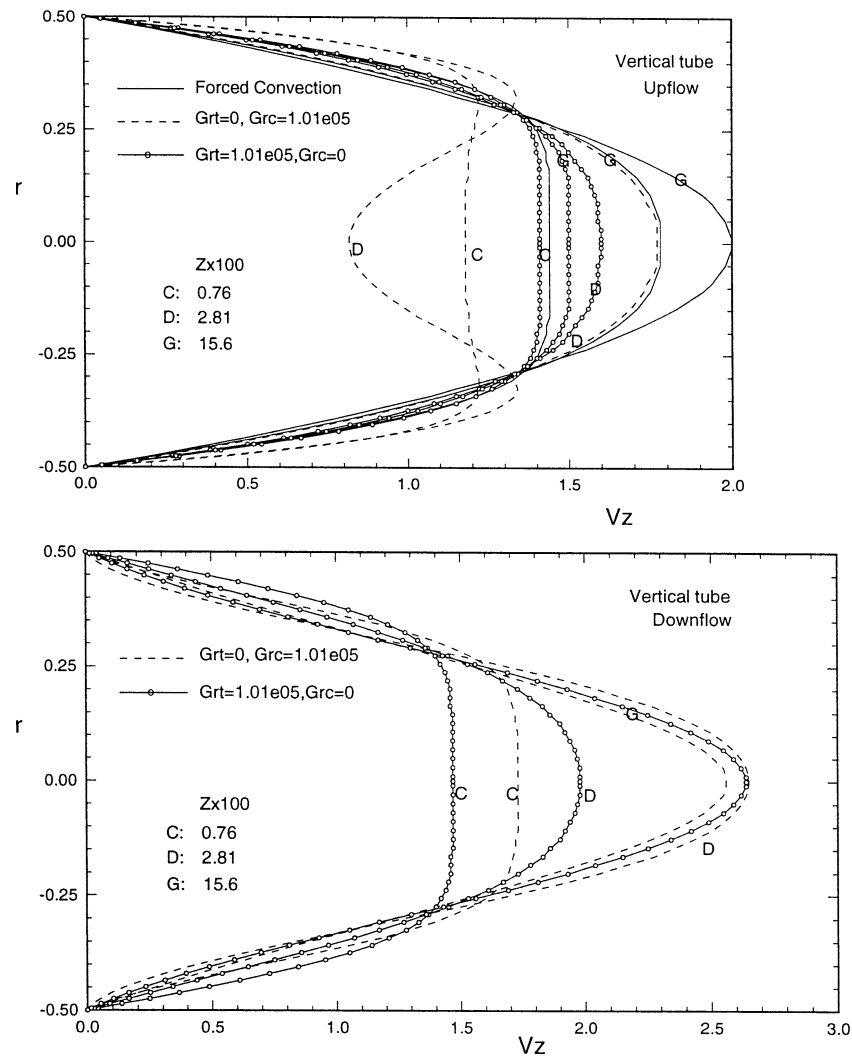 0.50
Vertical tube
Upflow
Forced Convection
Grt=0, Grc=1.01e05
Grt=1.01e05,Grc=0
0.25
r
G
G
G
0.00
D
C
C
Zx100
C: 0.76
D: 2.81
G: 15.6
D
D
-0.25
-0.50
0.0
0.5
1.0
1.5
2.0
Vz
0.50
Vertical tube
Downflow
Grt=0, Grc=1.01e05
Grt=1.01e05,Grc=0
0.25
r
G
0.00
C
C
D
Zx100
C: 0.76
D: 2.81
G: 15.6
D
-0.25
-0.50
0.0
0.5
1.0
1.5
2.0
2.5
3.0
Vz